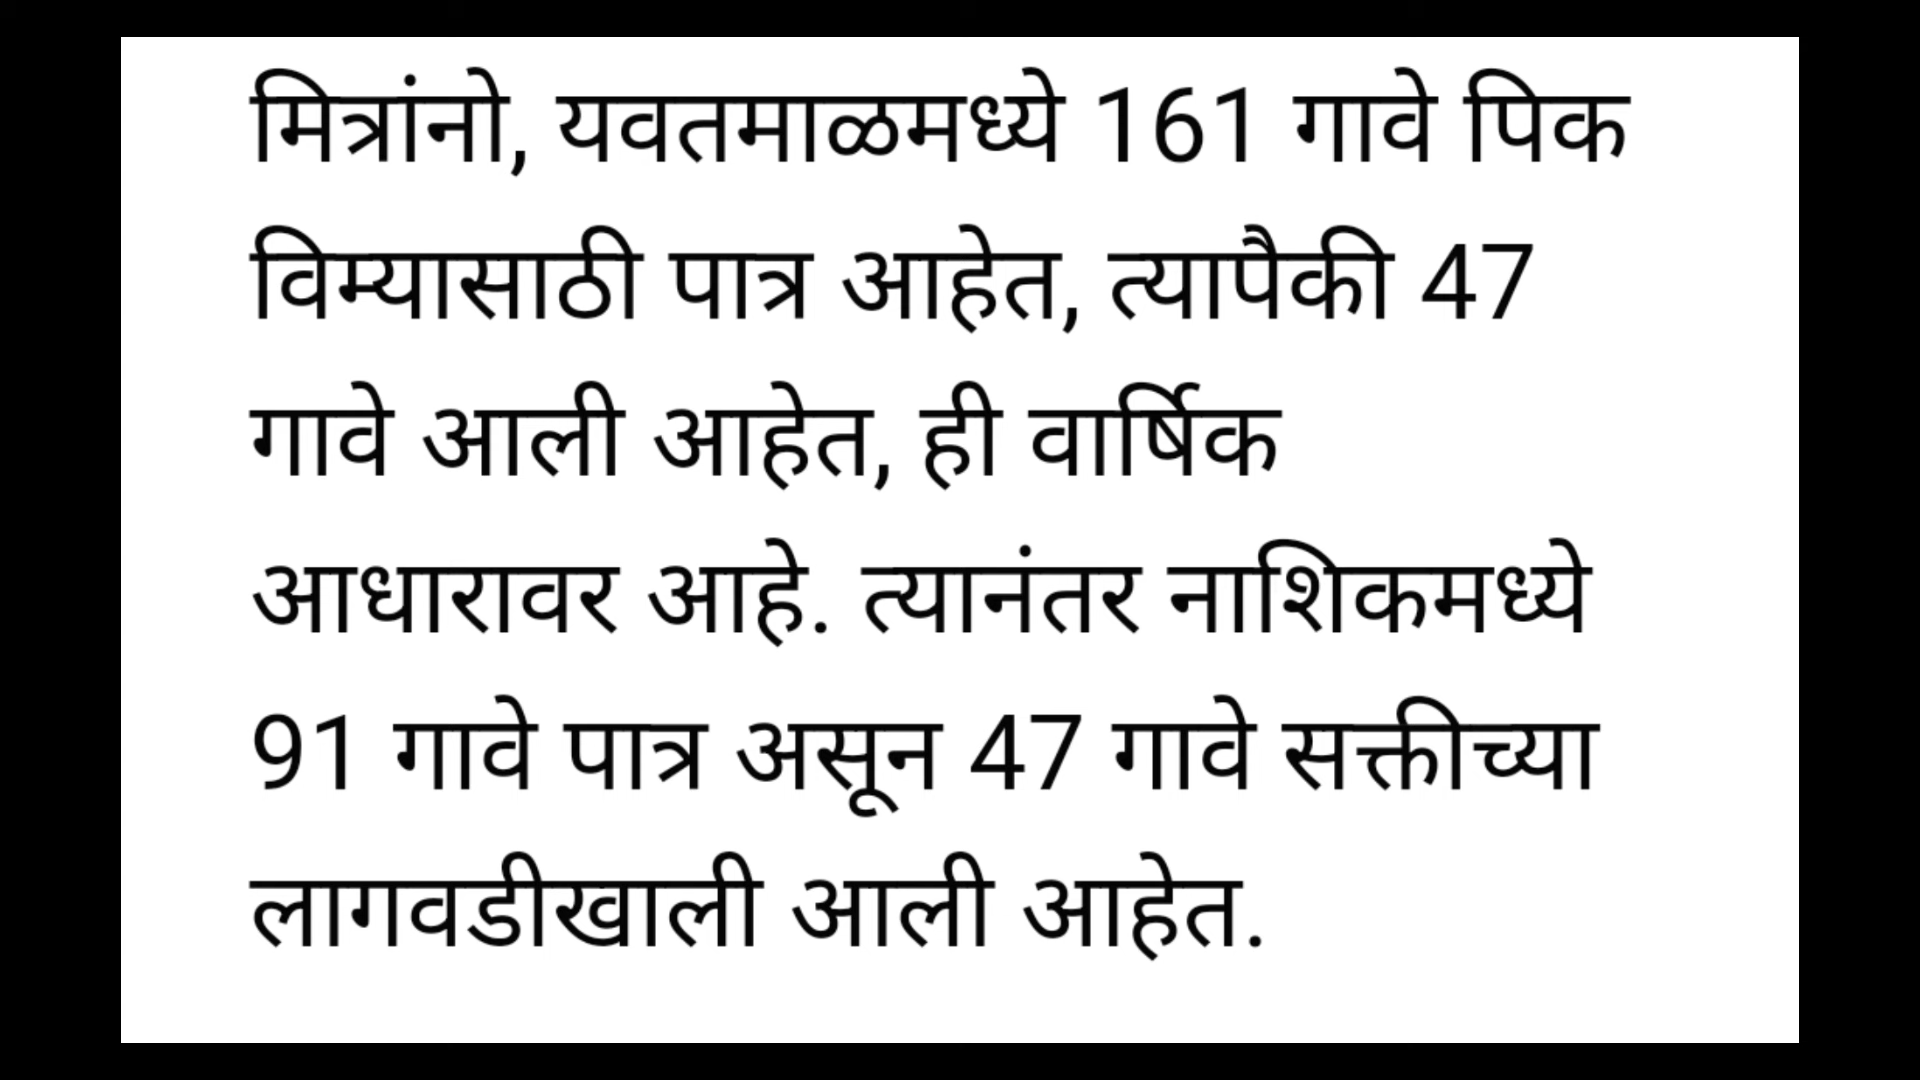 मित्रांनो, यवतमाळमध्ये 161 गावे पिक
विम्यासाठी पात्र आहेत, त्यापैकी 47
गावे आली आहेत, ही वार्षिक
आधारावर आहे. त्यानंतर नाशिकमध्ये
91 गावे पात्र असून 47 गावे सक्तीच्या
लागवडीखाली आली आहेत.